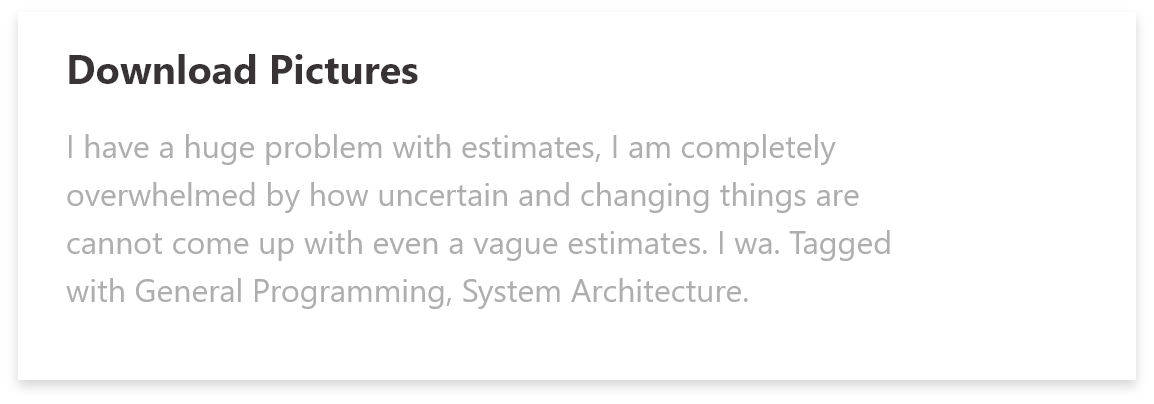 Download Pictures
I have a huge problem with estimates, I am completely
overwhelmed by how uncertain and changing things are
cannot come up with even a vague estimates. I wa. Tagged
with General Programming, System Architecture.